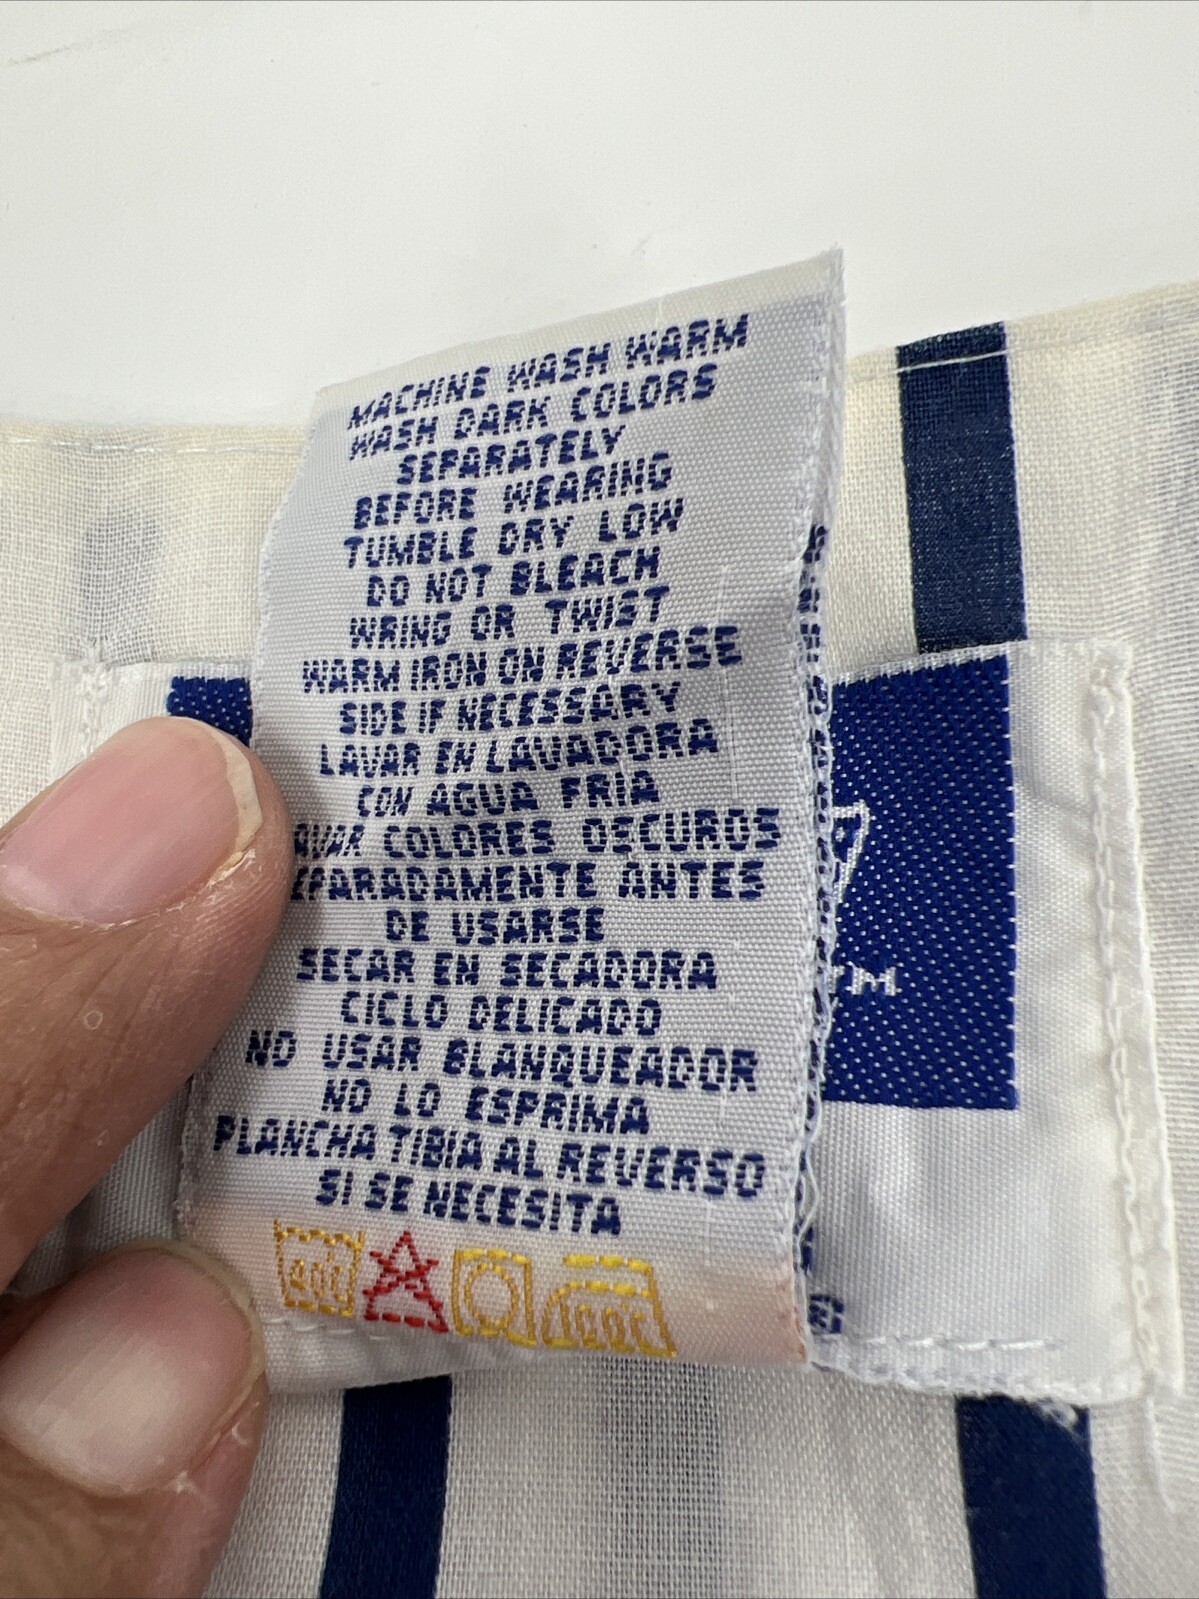 MACHINE WASH WARM
WASH DARK COLORS
SEPARATELY
BEFORE WEARING
TUMBLE DRY LOW
DO NOT BLEACH
WRING OR TWIST
WARM IRON ON REVERSE
SIDE IF NECESSARY
LAVAR EN LAVADORA
CON AGUA FRIA
COLORES OECUROS
ANTES
DE USARSE
SECAR EN SECADORA
CICLO DELICADO
NO USAR BLANQUEADOR
NO LO ESPRIMA
PLANCHA TIBIA AL REVERSO
SI SE NECESITA